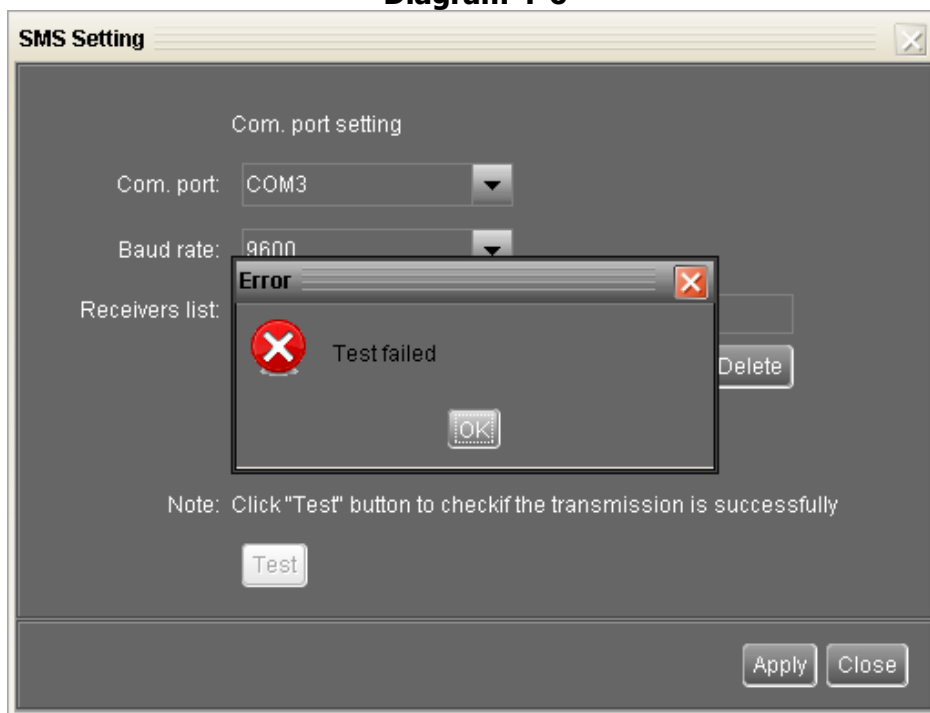 SMS Setting
Com. port setting
Com. port: COM3
Baud rate: 9600
Error
Receivers list:
Test failed
Delete
OK
Note: Click "Test" button to checkif the transmission is successfully
Test
Apply Close